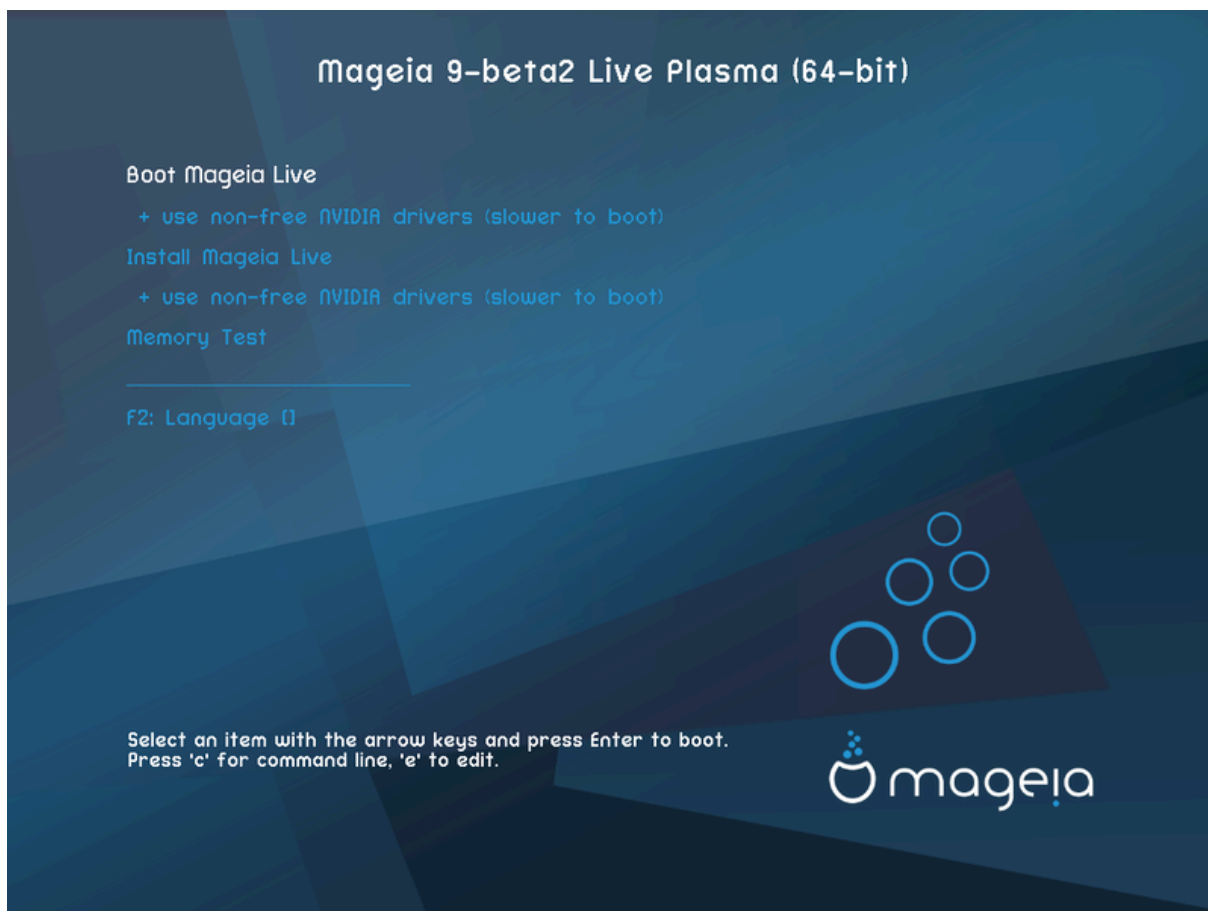 Mageia 9-beta2 Live Plasma (64-bit)
Boot Mageia Live
+ use non-free NVIDIA drivers (slower to boot)
Install Mageia Live
+ use non-free NVIDIA drivers (slower to boot)
Memory Test
F2: Language []
Select an item with the arrow keys and press Enter to boot.
Press 'c' for command line, 'e' to edit.
mageia